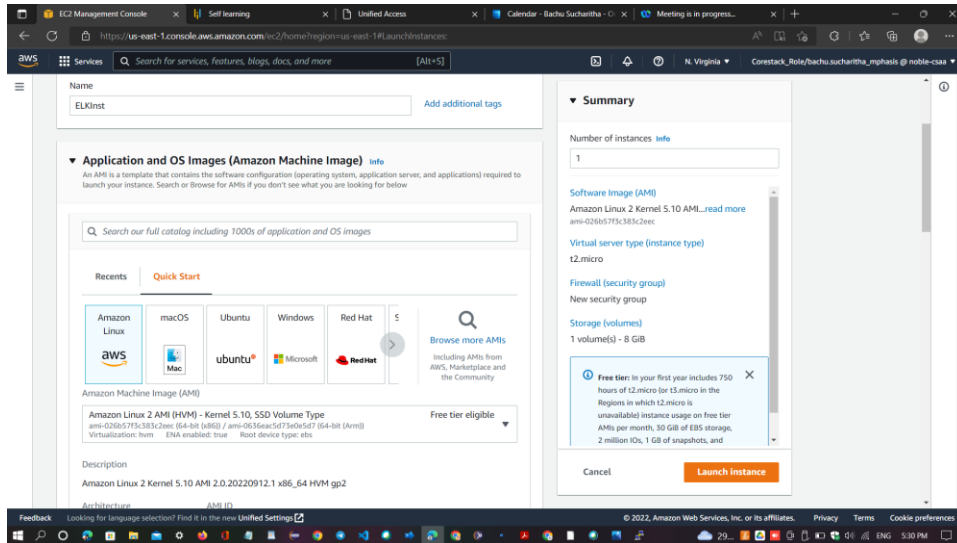 EC2 Management Console
Self learning
Unified Access
Calendar - Bachu Sucharitha - O
Meeting is in progress...
https://us-east-1.console.aws.amazon.com/ec2/home?region=us-east-1#LaunchInstances:
aws
Services
Search for services, features, blogs, docs, and more
[Alt+S]
N. Virginia
Corestack_Role/bachu.sucharitha_mphasis @ noble-csaa
Name
ELKInst
Add additional tags
Application and OS Images (Amazon Machine Image) Info
An AMI is a template that contains the software configuration (operating system, application server, and applications) required to
launch your instance. Search or Browse for AMIs if you don't see what you are looking for below
Search our full catalog including 1000s of application and OS images
Recents
Quick Start
Amazon
Linux
aws
macOS
Mac
Ubuntu
ubuntu
Windows
Microsoft
Red Hat
Red Hat
S
Browse more AMIs
Including AMIs from
AWS, Marketplace and
the Community
Amazon Machine Image (AMI)
Amazon Linux 2 AMI (HVM) - Kernel 5.10, SSD Volume Type
Free tier eligible
ami-026b57f3c383c2eec (64-bit (x86)) / ami-0636eac5d73e0e5d7 (64-bit (Arm))
Virtualization: hvm ENA enabled: true Root device type: ebs
Description
Amazon Linux 2 Kernel 5.10 AMI 2.0.20220912.1 x86_64 HVM gp2
Architecture
AMI ID
Summary
Number of instances Info
1
Software Image (AMI)
Amazon Linux 2 Kernel 5.10 AMI...read more
ami-026b57f3c383c2eec
Virtual server type (instance type)
t2.micro
Firewall (security group)
New security group
Storage (volumes)
1 volume(s) - 8 GiB
Free tier: In your first year includes 750
hours of t2.micro (or t3.micro in the
Regions in which t2.micro is
unavailable) instance usage on free tier
AMIs per month, 30 GiB of EBS storage,
2 million IOs, 1 GB of snapshots, and
Cancel
Launch instance
Feedback
Looking for language selection? Find it in the new Unified Settings
© 2022, Amazon Web Services, Inc. or its affiliates.
Privacy
Terms
Cookie preferences
29...
ENG
5:30 PM